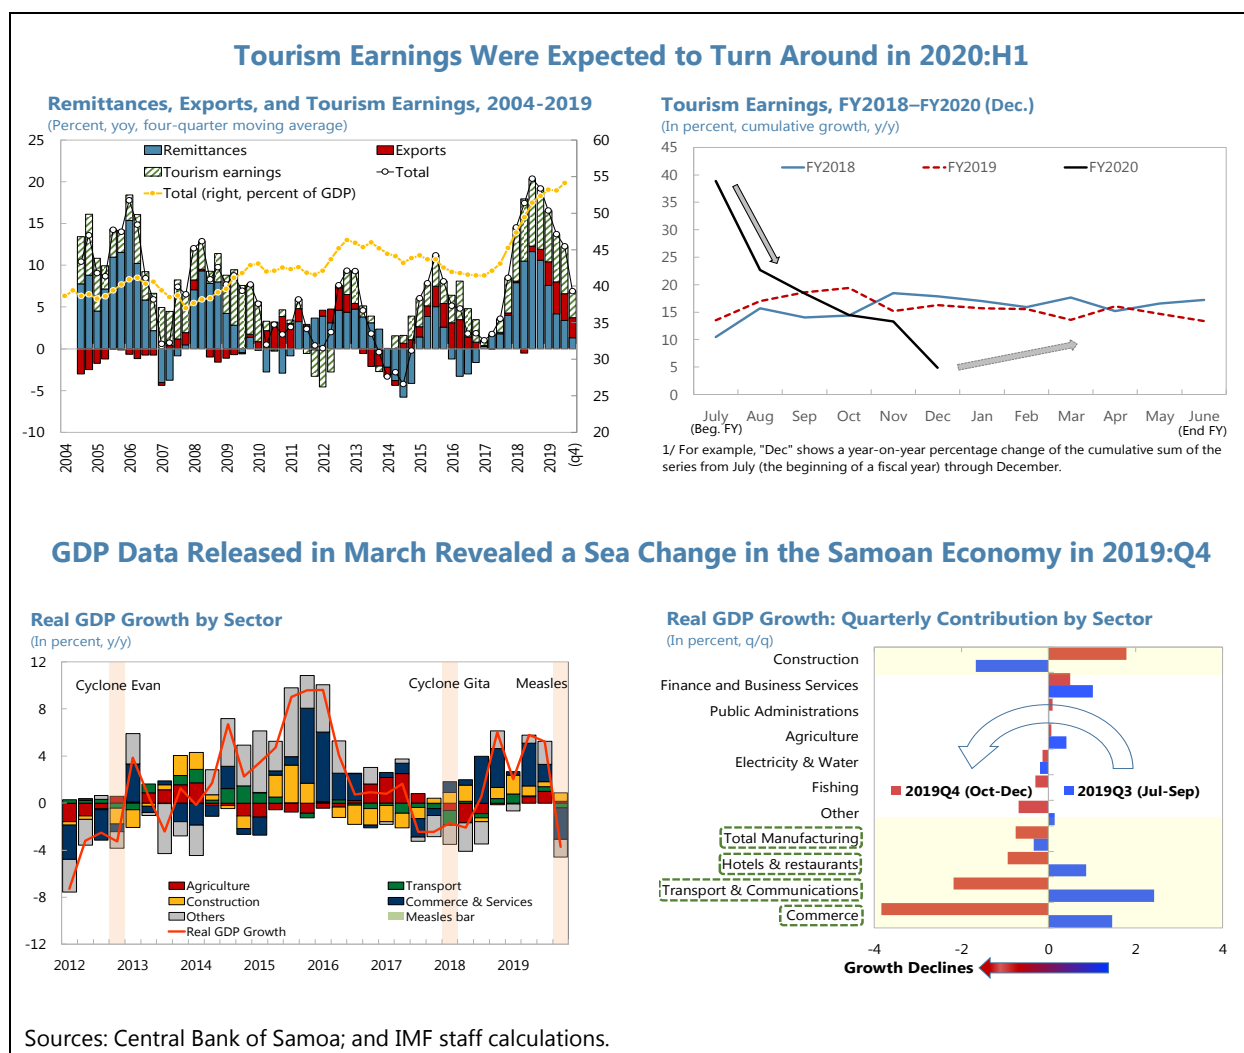 Tourism Earnings Were Expected to Turn Around in 2020:H1
Remittances, Exports, and Tourism Earnings, 2004-2019
(Percent, yoy, four-quarter moving average)
25
20
15
10
5
0
-5
-10
60
55
50
45
40
35
30
25
20
Remittances
Exports
Tourism earnings
Total
Total (right, percent of GDP)
2004
2005
2006
2007
2008
2009
2010
2011
2012
2013
2014
2015
2016
2017
2018
2019
(q4)
Tourism Earnings, FY2018–FY2020 (Dec.)
(In percent, cumulative growth, y/y)
45
40
35
30
25
20
15
10
5
0
FY2018
FY2019
FY2020
July Aug Sep Oct Nov Dec Jan Feb Mar Apr May June
(Beg. FY)
(End FY)
1/ For example, "Dec" shows a year-on-year percentage change of the cumulative sum of the
series from July (the beginning of a fiscal year) through December.
GDP Data Released in March Revealed a Sea Change in the Samoan Economy in 2019:Q4
Real GDP Growth by Sector
(In percent, y/y)
12
8
4
0
-4
-8
-12
Cyclone Evan
Cyclone Gita
Measles
Agriculture
Transport
Construction
Commerce & Services
Others
Measles bar
Real GDP Growth
2012 2013 2014 2015 2016 2017 2018 2019
Real GDP Growth: Quarterly Contribution by Sector
(In percent, q/q)
Construction
Finance and Business Services
Public Administrations
Agriculture
Electricity & Water
Fishing
Other
Total Manufacturing
Hotels & restaurants
Transport & Communications
Commerce
2019Q4 (Oct-Dec)
2019Q3 (Jul-Sep)
-4 -2 0 2 4
Growth Declines
Sources: Central Bank of Samoa; and IMF staff calculations.